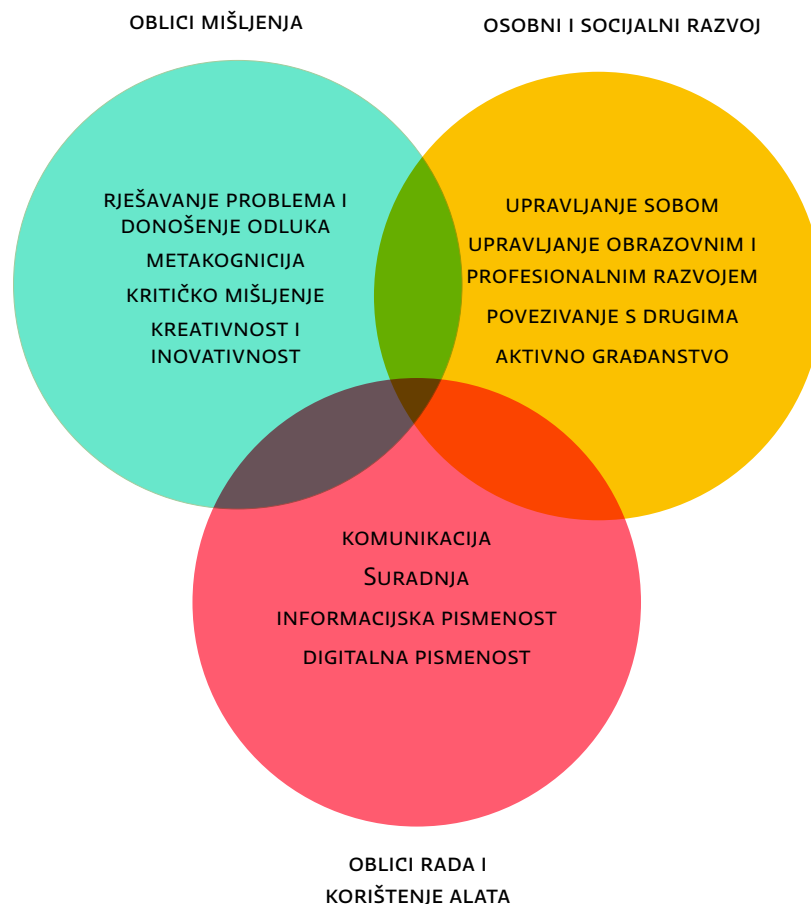 OBLICI MIŠLJENJA
OSOBNI I SOCIJALNI RAZVOJ
RJEŠAVANJE PROBLEMA I
DONOŠENJE ODLUKA
METAKOGNICIJA
KRITIČKO MIŠLJENJE
KREATIVNOST I
INOVATIVNOST
UPRAVLJANJE SOBOM
UPRAVLJANJE OBRAZOVNIM I
PROFESIONALNIM RAZVOJEM
POVEZIVANJE S DRUGIMA
AKTIVNO GRAĐANSTVO
KOMUNIKACIJA
SURADNJA
INFORMACIJSKA PISMENOST
DIGITALNA PISMENOST
OBLICI RADA I
KORIŠTENJE ALATA